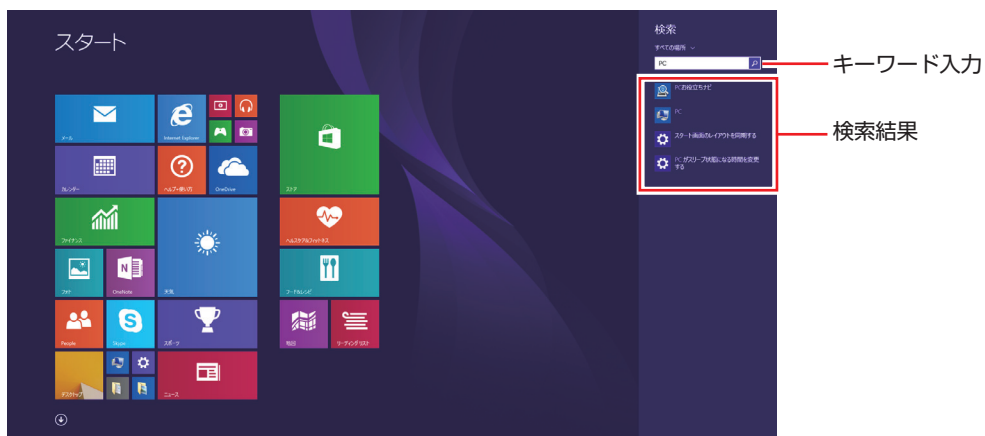 スタート
検索
すべての場所
PC
キーワード入力
PCお役立ちナビ
PC
スタート画面のレイアウトを同期する
PC がスリープ状態になる時間を変更
する
検索結果
メール
Internet Explorer
カレンダー
ヘルプ+使い方
OneDrive
ストア
ファイナンス
天気
ヘルスケア&フィットネス
フォト
OneNote
フード&レシピ
People
Skype
スポーツ
地図
リーディング リスト
デスクトップ
ニュース